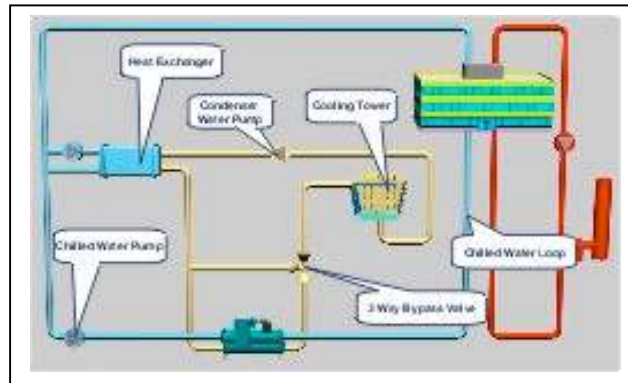 Heat Exchanger
Condenser
Water Pump
Cooling Tower
Chilled Water Pump
Chilled Water Loop
3 Way Bypass Valve